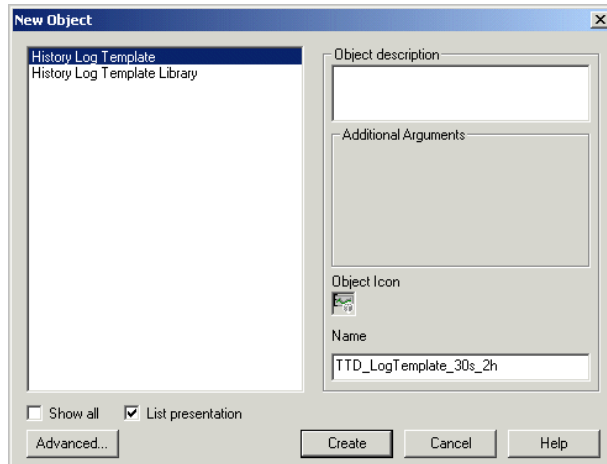 New Object
History Log Template
History Log Template Library
Object description
Additional Arguments
Object Icon
Name
TTD_LogTemplate_30s_2h
Show all
List presentation
Advanced...
Create
Cancel
Help